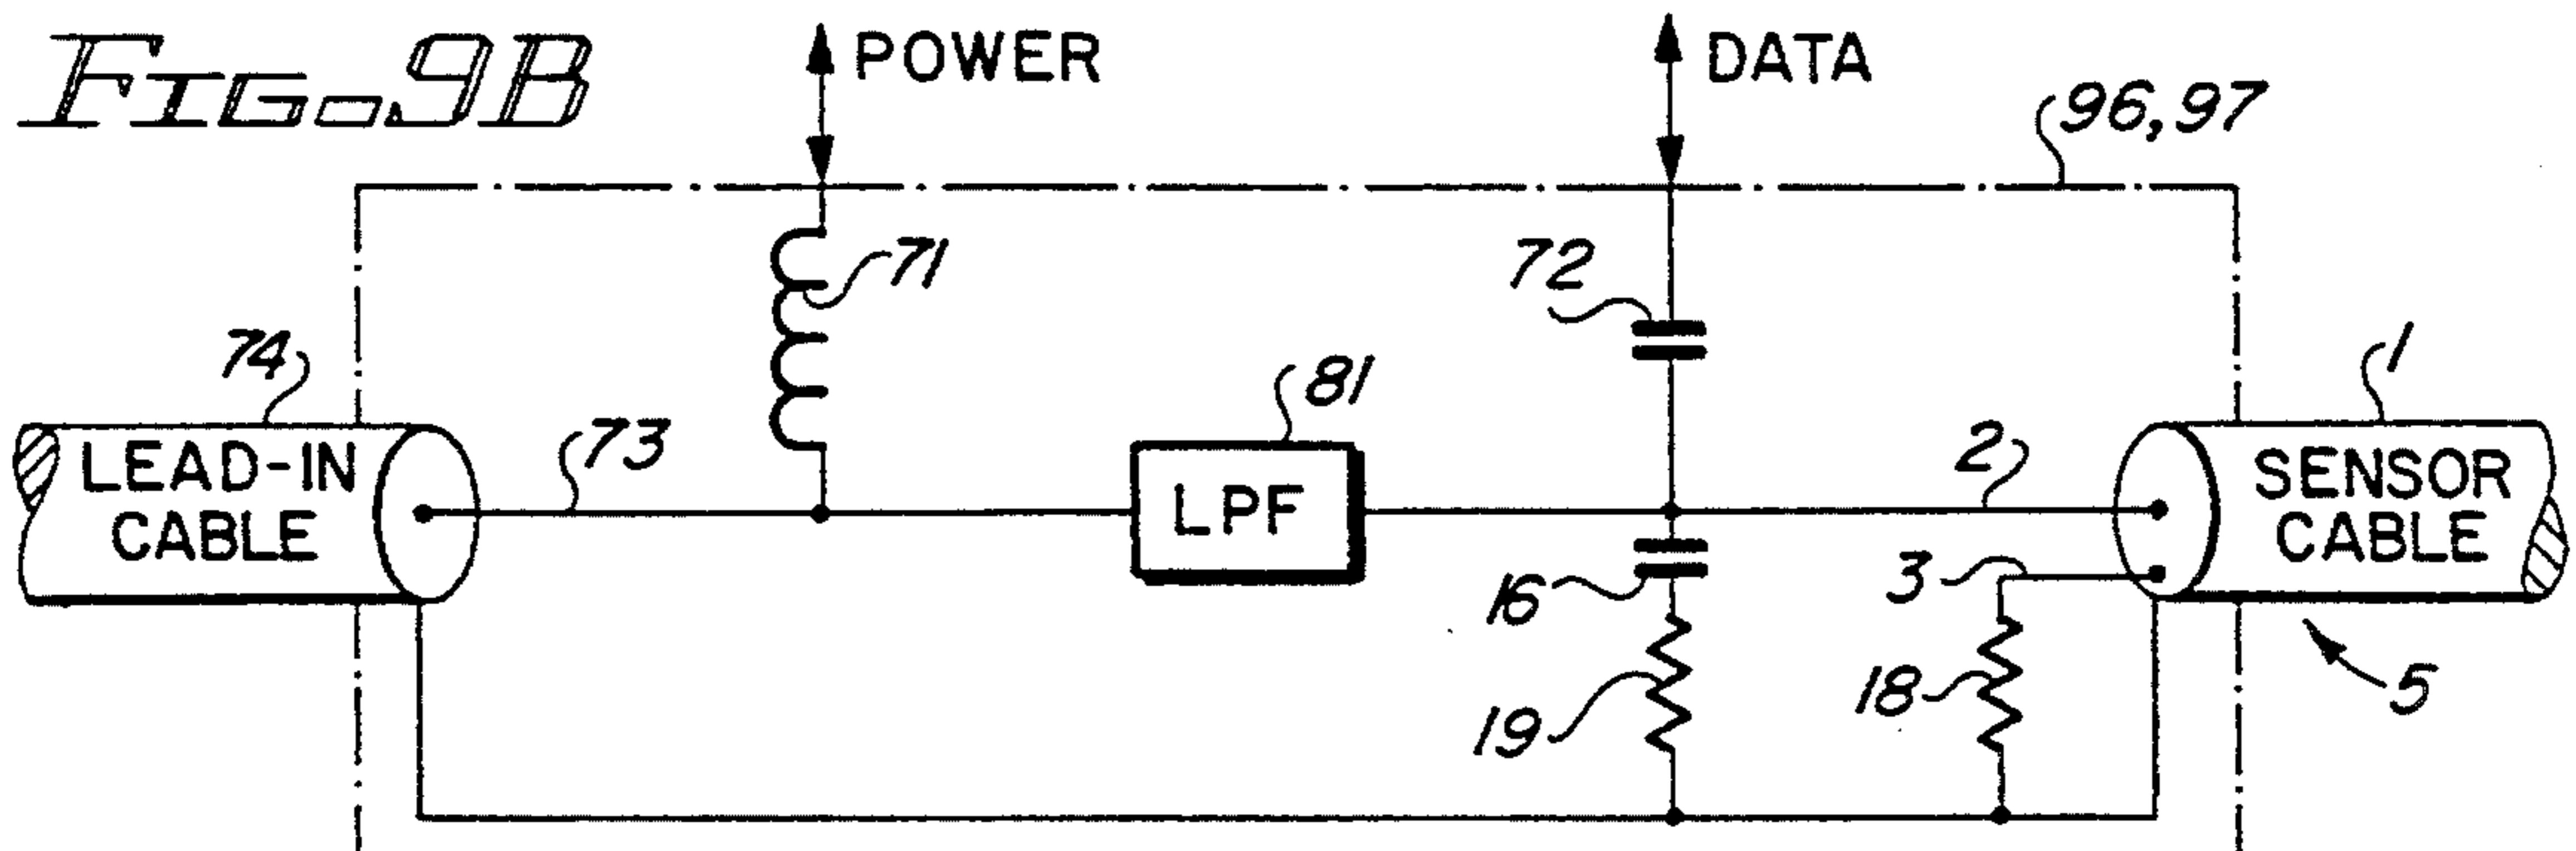 FIG. 9B
POWER
DATA
96, 97
71
72
74
73
81
1
LEAD-IN
CABLE
LPF
2
SENSOR
CABLE
3
16
19
18
5